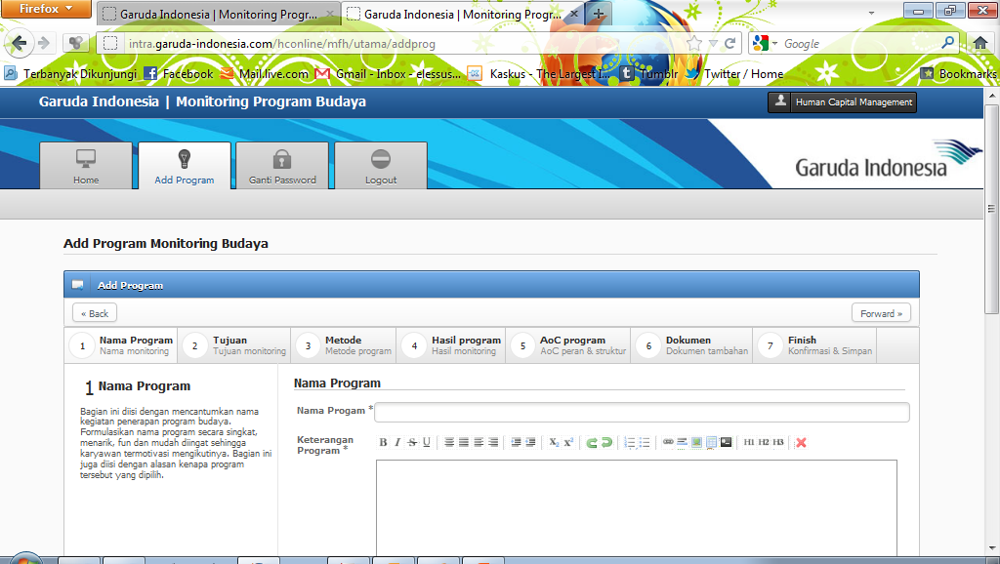 Firefox
Garuda Indonesia | Monitoring Progr...
Garuda Indonesia | Monitoring Progr...
intra.garuda-indonesia.com/hconline/mfh/utama/addprog
Google
Terbanyak Dikunjungi
Facebook
Mail.live.com
Gmail - Inbox - elessus...
Kaskus - The Largest I...
Tumblr
Twitter / Home
Bookmarks
Garuda Indonesia | Monitoring Program Budaya
Human Capital Management
Home
Add Program
Ganti Password
Logout
Garuda Indonesia
Add Program Monitoring Budaya
Add Program
« Back
Forward »
1 Nama Program
Nama monitoring
2 Tujuan
Tujuan monitoring
3 Metode
Metode program
4 Hasil program
Hasil monitoring
5 AoC program
AoC peran & struktur
6 Dokumen
Dokumen tambahan
7 Finish
Konfirmasi & Simpan
1 Nama Program
Bagian ini diisi dengan mencantumkan nama
kegiatan penerapan program budaya.
Formulasikan nama program secara singkat,
menarik, fun dan mudah diingat sehingga
karyawan termotivasi mengikutinya. Bagian ini
juga diisi dengan alasan kenapa program
tersebut yang dipilih.
Nama Program
Nama Progam *
Keterangan
Program *
B I S U
X₂ X²
H1 H2 H3